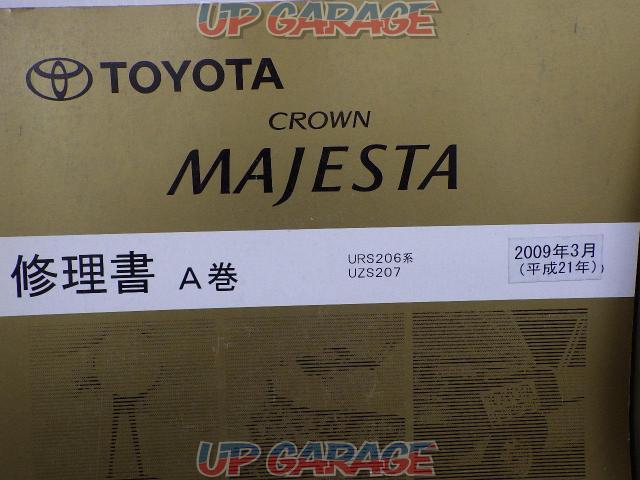 UP GARAGE
TOYOTA
CROWN
MAJESTA
修理書 A巻
URS206系
UZS207
2009年3月
(平成21年))
UP GARAGE